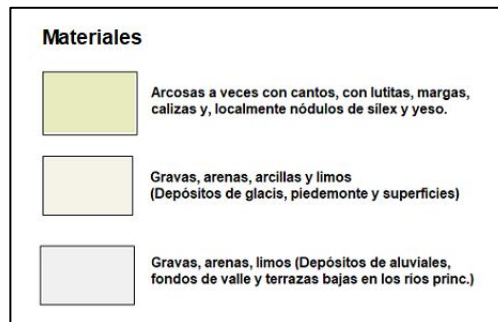 Materiales
Arcosas a veces con cantos, con lutitas, margas,
calizas y, localmente nódulos de sílex y yeso.
Gravas, arenas, arcillas y limos
(Depósitos de glacis, piedemonte y superficies)
Gravas, arenas, limos (Depósitos de aluviales,
fondos de valle y terrazas bajas en los ríos princ.)